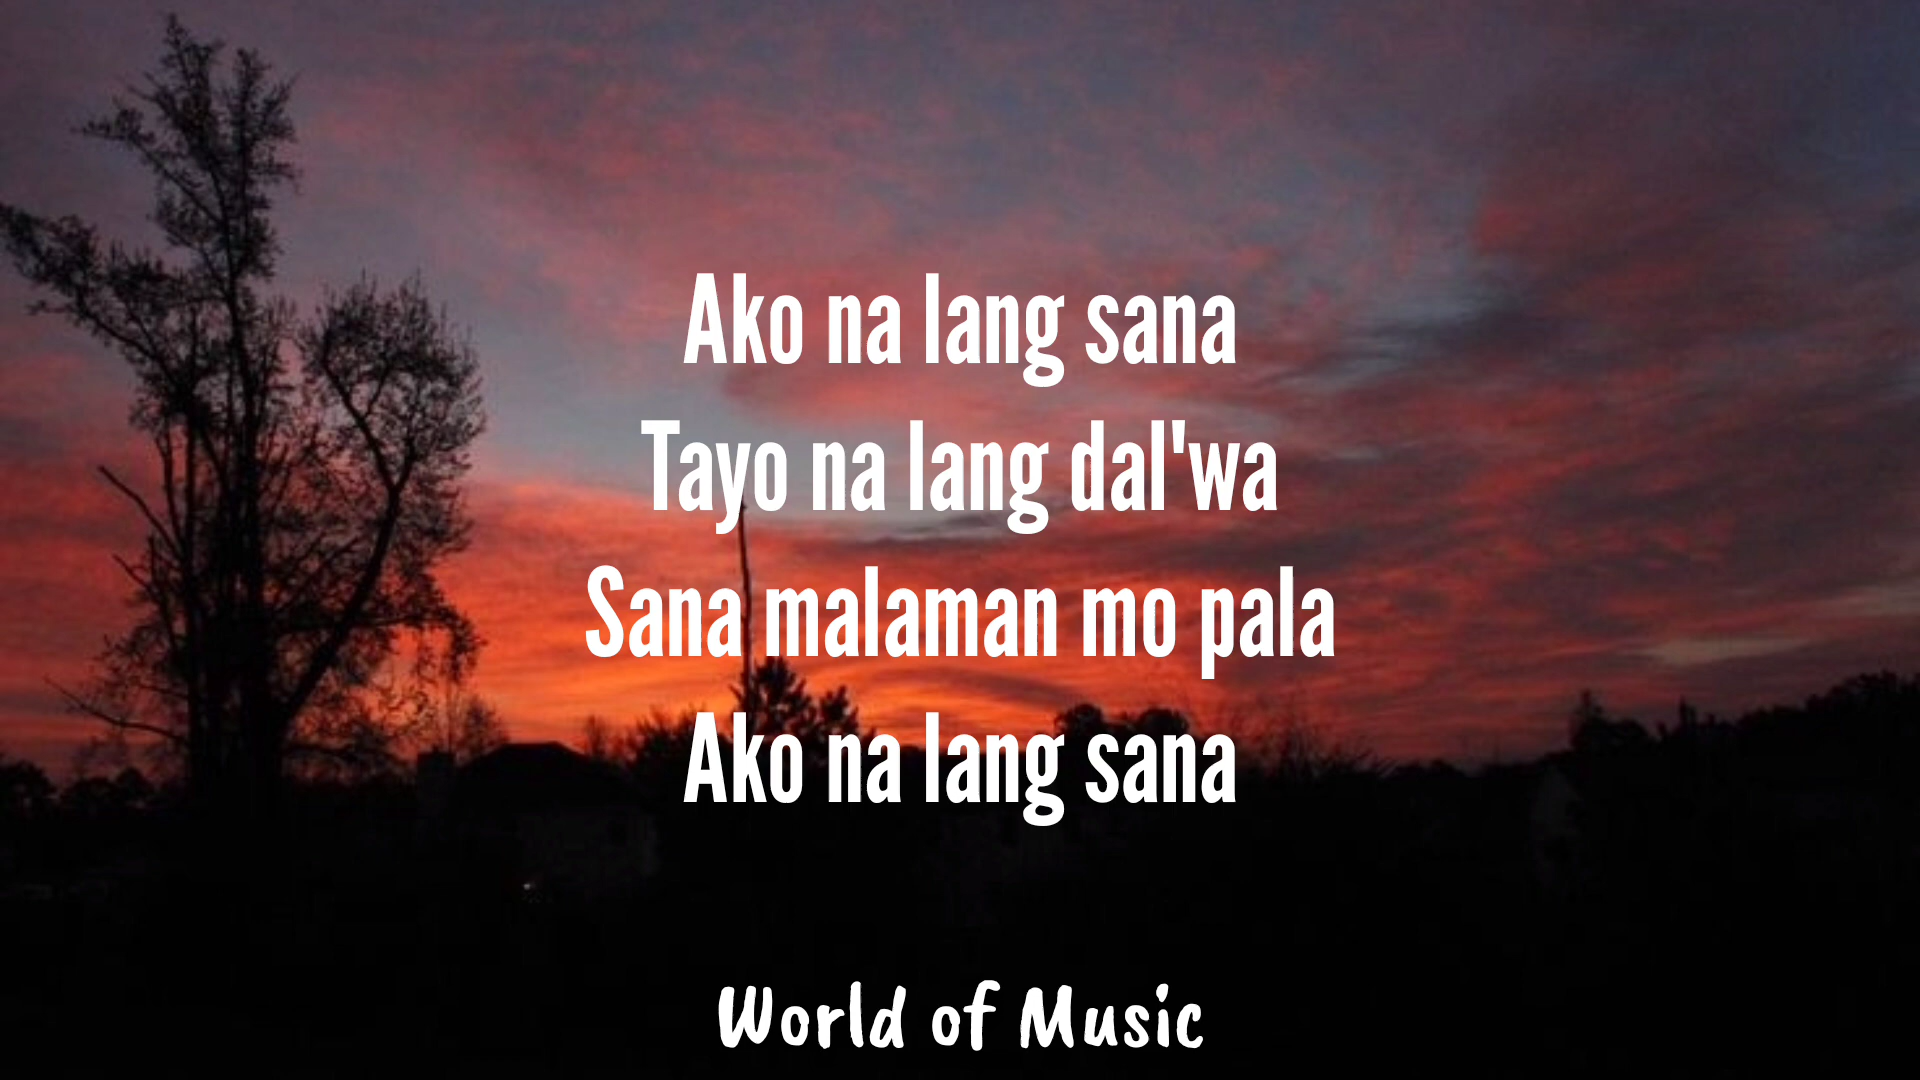 Ako na lang sana
Tayo na lang dal'wa
Sana malaman mo pala
Ako na lang sana
World of Music